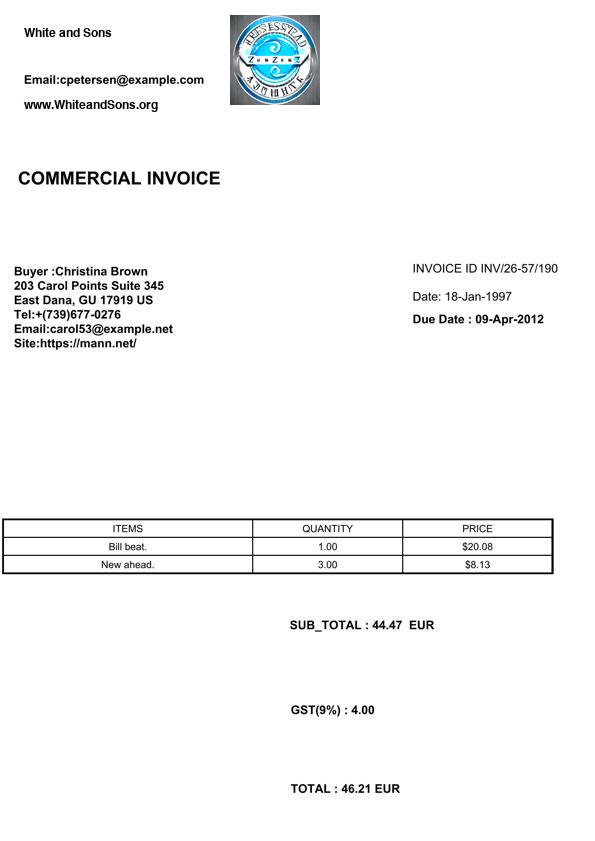 White and Sons
Email:cpetersen@example.com
www.WhiteandSons.org
ZunZenZ
COMMERCIAL INVOICE
Buyer :Christina Brown
203 Carol Points Suite 345
East Dana, GU 17919 US
Tel:+(739)677-0276
Email:carol53@example.net
Site:https://mann.net/
INVOICE ID INV/26-57/190
Date: 18-Jan-1997
Due Date : 09-Apr-2012
ITEMS QUANTITY PRICE
Bill beat. 1.00 $20.08
New ahead. 3.00 $8.13
SUB_TOTAL : 44.47 EUR
GST(9%) : 4.00
TOTAL : 46.21 EUR